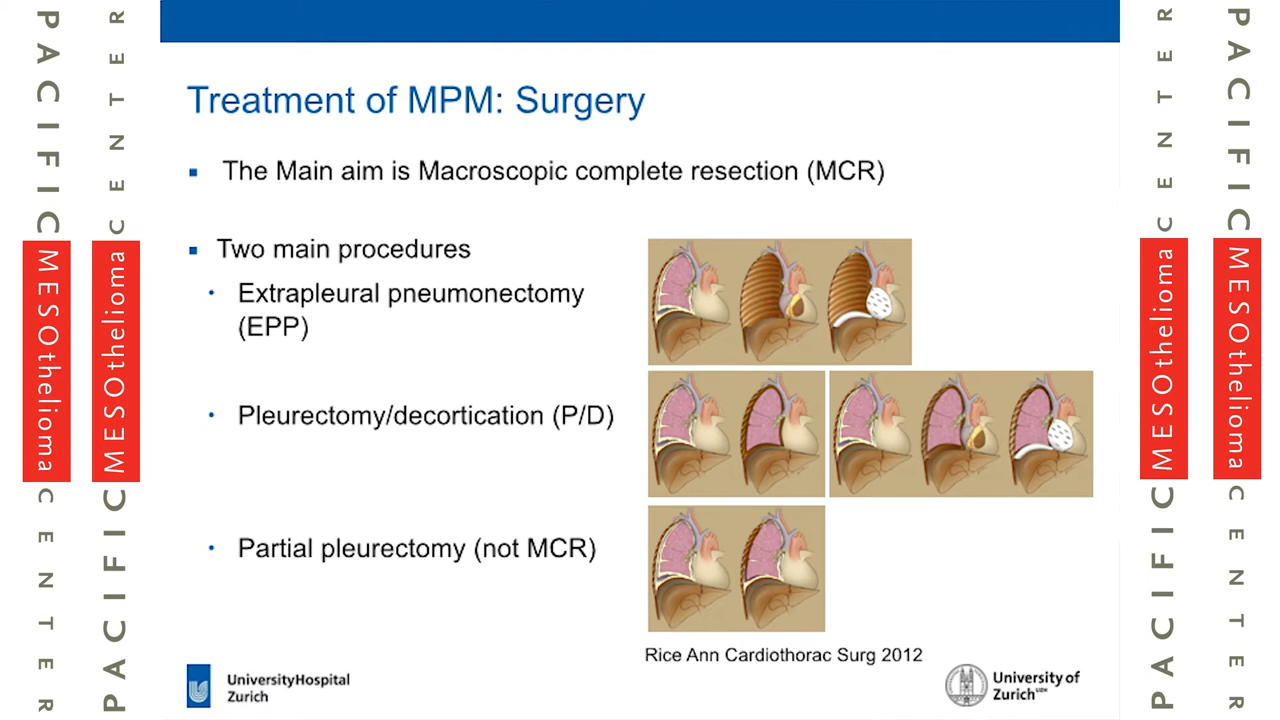 PACIFIC MESOthelioma CENTER
PACIFIC MESOthelioma CENTER
Treatment of MPM: Surgery
▪ The Main aim is Macroscopic complete resection (MCR)
▪ Two main procedures
• Extrapleural pneumonectomy
(EPP)
• Pleurectomy/decortication (P/D)
• Partial pleurectomy (not MCR)
Rice Ann Cardiothorac Surg 2012
UniversityHospital
Zurich
University of
Zurich UZH
PACIFIC MESOthelioma CENTER
PACIFIC MESOthelioma CENTER